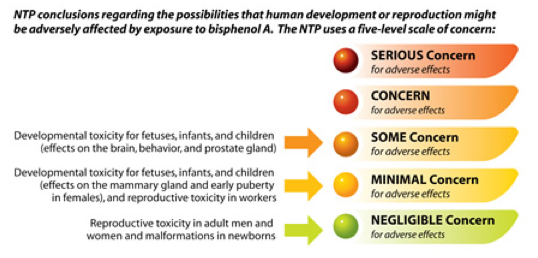 NTP conclusions regarding the possibilities that human development or reproduction might
be adversely affected by exposure to bisphenol A. The NTP uses a five-level scale of concern:
SERIOUS Concern
for adverse effects
CONCERN
for adverse effects
Developmental toxicity for fetuses, infants, and children
(effects on the brain, behavior, and prostate gland)
SOME Concern
for adverse effects
Developmental toxicity for fetuses, infants, and children
(effects on the mammary gland and early puberty
in females), and reproductive toxicity in workers
MINIMAL Concern
for adverse effects
Reproductive toxicity in adult men and
women and malformations in newborns
NEGLIGIBLE Concern
for adverse effects